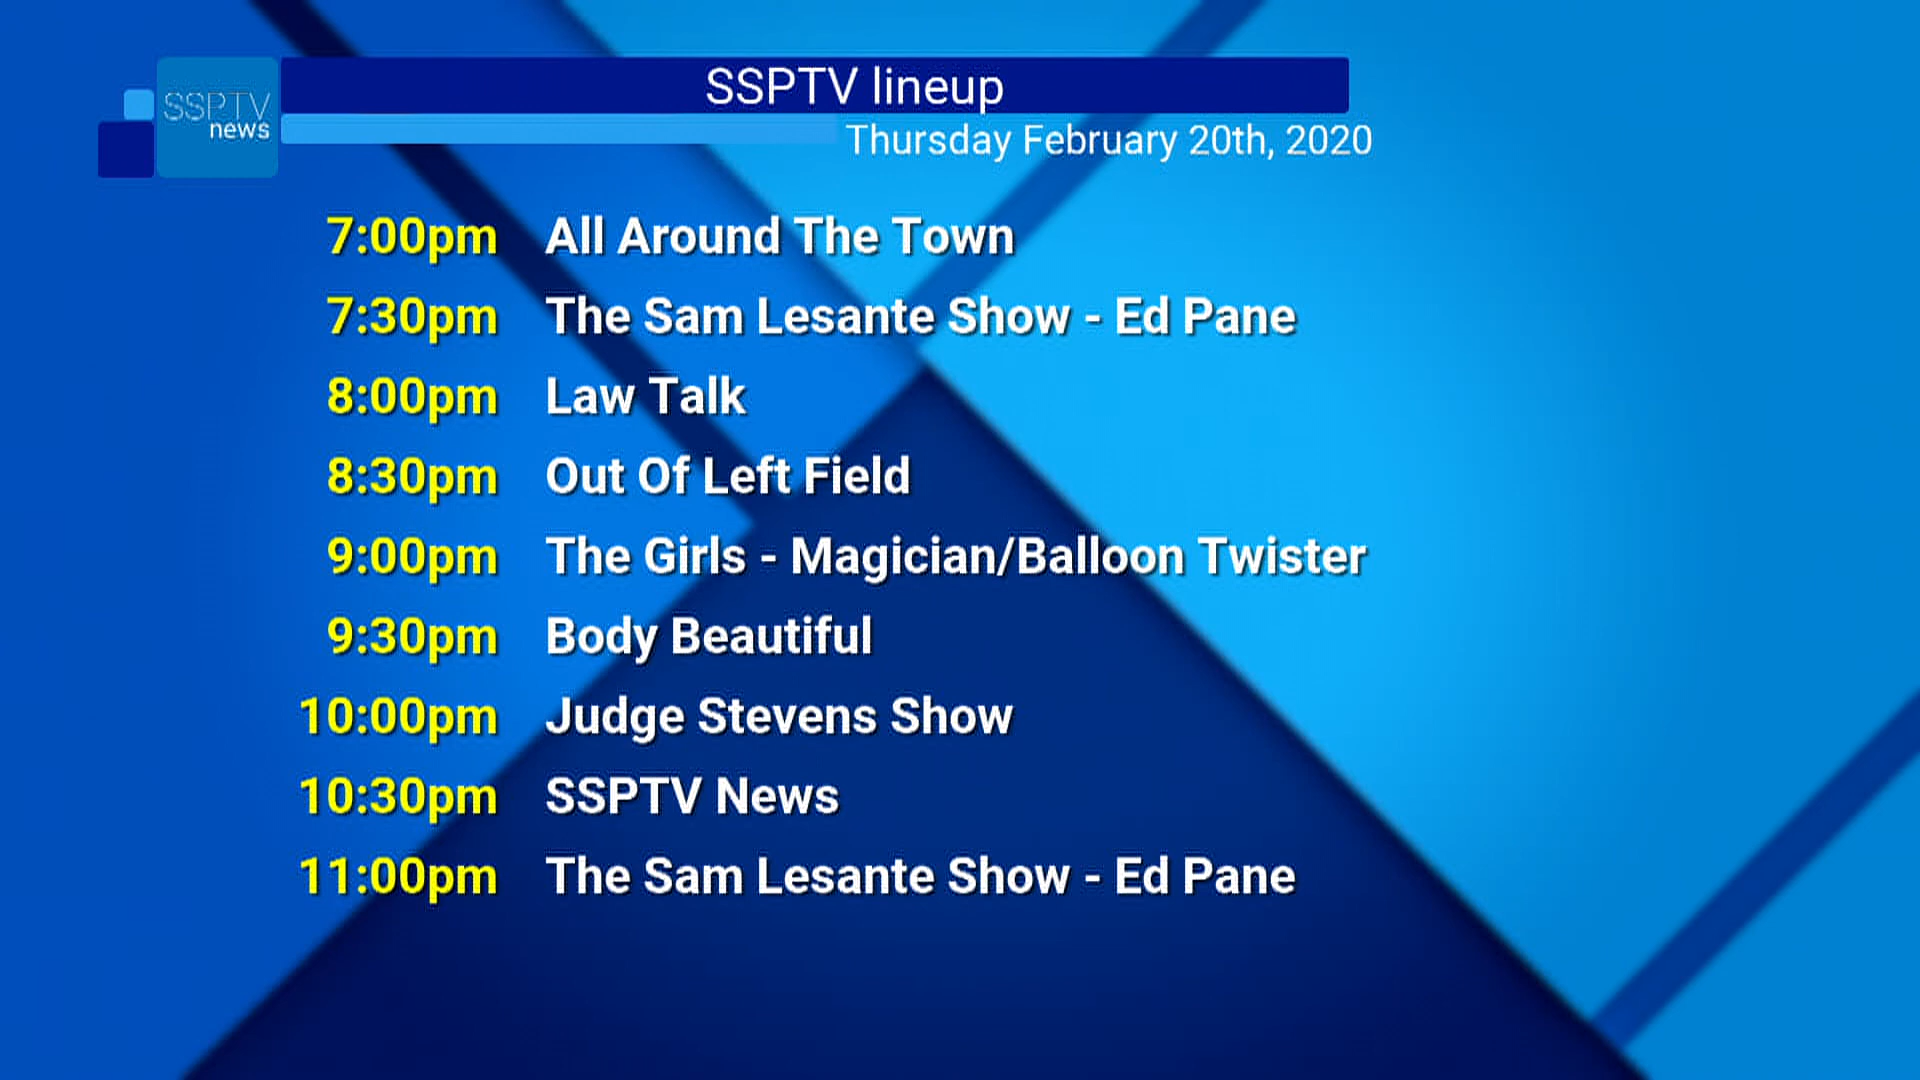 SSPTV lineup
SSPTV
news
Thursday February 20th, 2020
7:00pm All Around The Town
7:30pm The Sam Lesante Show - Ed Pane
8:00pm Law Talk
8:30pm Out Of Left Field
9:00pm The Girls - Magician/Balloon Twister
9:30pm Body Beautiful
10:00pm Judge Stevens Show
10:30pm SSPTV News
11:00pm The Sam Lesante Show - Ed Pane